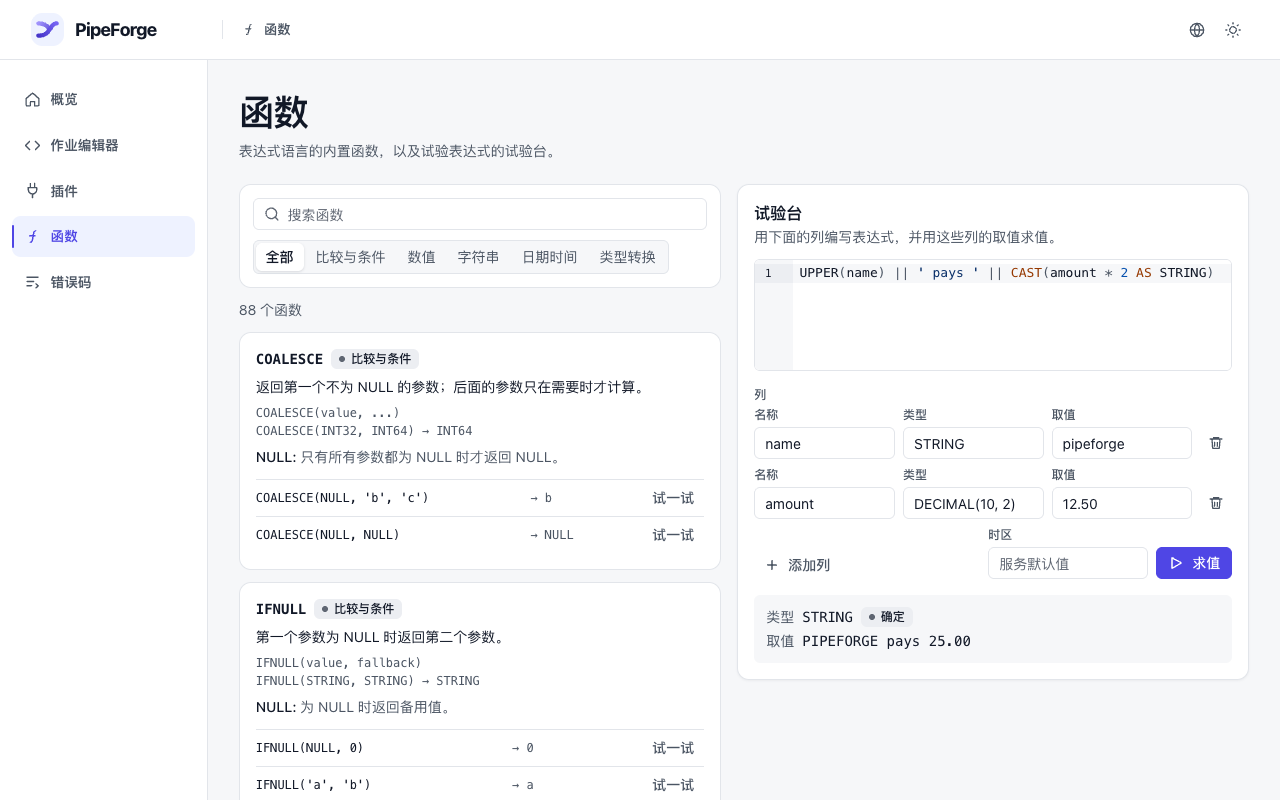 PipeForge
函数
概览
作业编辑器
插件
函数
错误码
函数
表达式语言的内置函数，以及试验表达式的试验台。
搜索函数
全部 比较与条件 数值 字符串 日期时间 类型转换
88 个函数
COALESCE 比较与条件
返回第一个不为 NULL 的参数；后面的参数只在需要时才计算。
COALESCE(value, ...)
COALESCE(INT32, INT64) → INT64
NULL: 只有所有参数都为 NULL 时才返回 NULL。
COALESCE(NULL, 'b', 'c') → b 试一试
COALESCE(NULL, NULL) → NULL 试一试
IFNULL 比较与条件
第一个参数为 NULL 时返回第二个参数。
IFNULL(value, fallback)
IFNULL(STRING, STRING) → STRING
NULL: 为 NULL 时返回备用值。
IFNULL(NULL, 0) → 0 试一试
IFNULL('a', 'b') → a 试一试
试验台
用下面的列编写表达式，并用这些列的取值求值。
1 UPPER(name) || ' pays ' || CAST(amount * 2 AS STRING)
列
名称 类型 取值
name STRING pipeforge
名称 类型 取值
amount DECIMAL(10, 2) 12.50
时区
添加列 服务默认值 求值
类型 STRING 确定
取值 PIPEFORGE pays 25.00